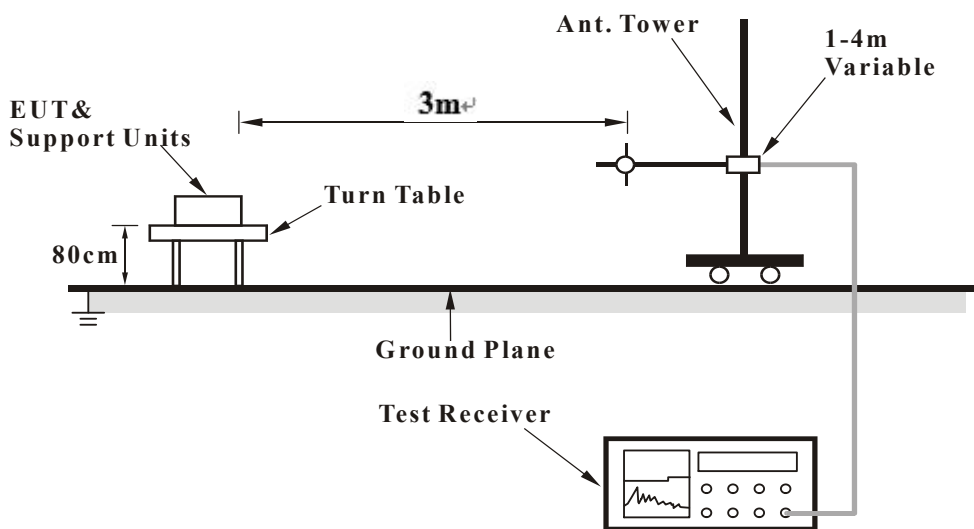 Ant. Tower
1-4m
Variable
3m↵
EUT&
Support Units
Turn Table
80cm
Ground Plane
Test Receiver